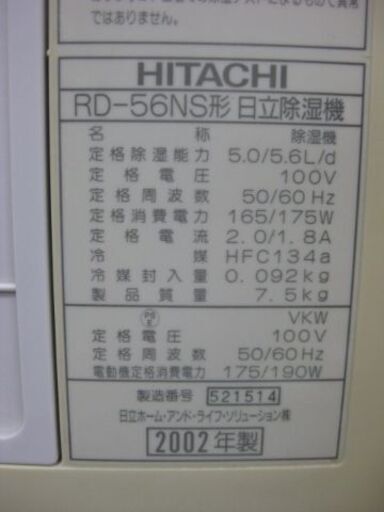 ではありません。
HITACHI
RD-56NS形 日立除湿機
名称 除湿機
定格除湿能力 5.0/5.6L/d
定格電圧 100V
定格周波数 50/60Hz
定格消費電力 165/175W
定格電流 2.0/1.8A
冷媒 HFC134a
冷媒封入量 0.092kg
製品質量 7.5kg
PSE VKW
定格電圧 100V
定格周波数 50/60Hz
電動機定格消費電力 175/190W
製造番号 521514
日立ホーム・アンド・ライフ・ソリューション㈱
2002年製